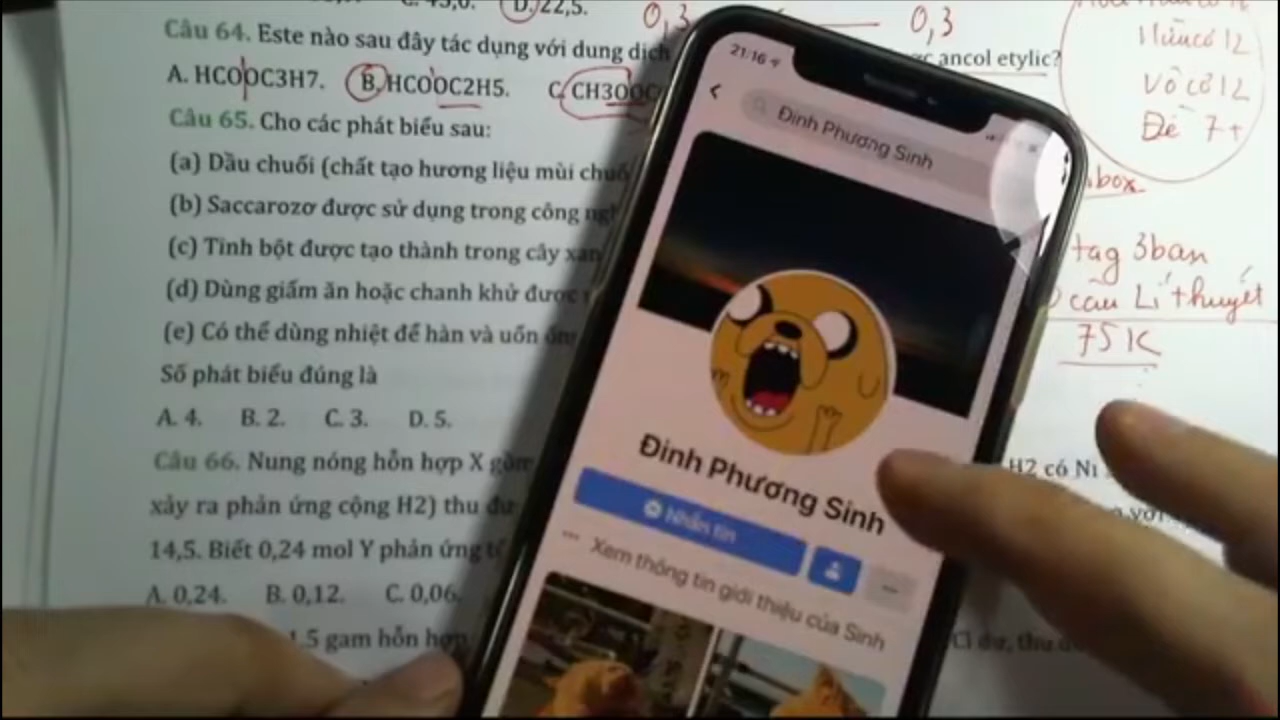 D. 22,5.
0,3
0,3
Câu 64. Este nào sau đây tác dụng với dung dịch
ancol etylic?
A. HCOOC3H7. B. HCOOC2H5. C. CH3OOC
Hữu cơ 12
Vô cơ 12
Đề 7+
Câu 65. Cho các phát biểu sau:
(a) Dầu chuối (chất tạo hương liệu mùi chuối
(b) Saccarozơ được sử dụng trong công
(c) Tinh bột được tạo thành trong cây xan
(d) Dùng giấm ăn hoặc chanh khử được
(e) Có thể dùng nhiệt để hàn và uốn
Số phát biểu đúng là
A. 4. B. 2. C. 3. D. 5.
tag 3 bạn
câu Lí thuyết
75K
Câu 66. Nung nóng hỗn hợp X gồm
H2 có Ni
xảy ra phản ứng cộng H2) thu
với
14,5. Biết 0,24 mol Y phản ứng
A. 0,24. B. 0,12. C. 0,06.
1,5 gam hỗn hợp
dư, thu
21:16
Đinh Phương Sinh
Đinh Phương Sinh
Nhắn tin
Xem thông tin giới thiệu của Sinh